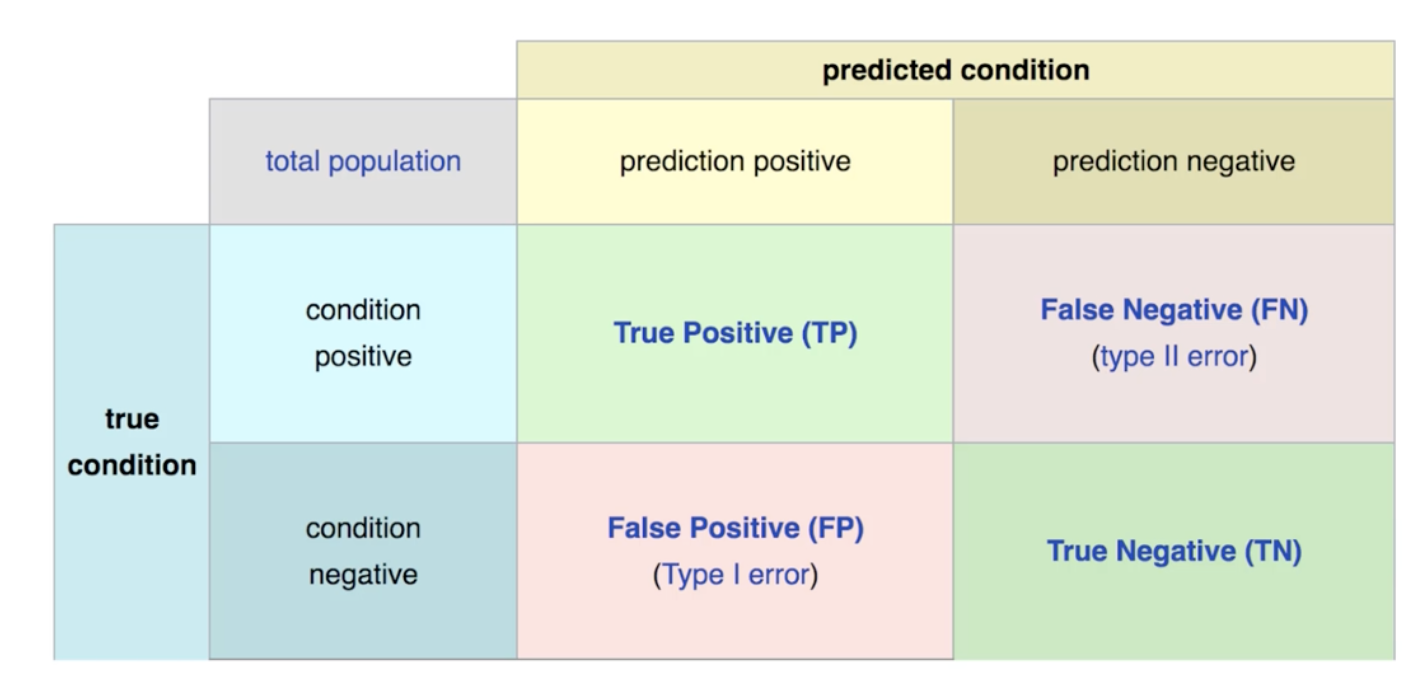 predicted condition
total population
prediction positive
prediction negative
true
condition
condition
positive
True Positive (TP)
False Negative (FN)
(type II error)
condition
negative
False Positive (FP)
(Type I error)
True Negative (TN)